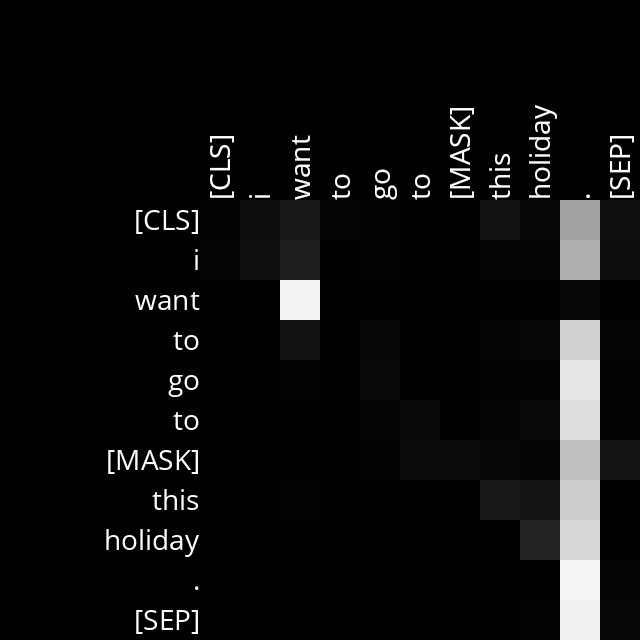 [CLS] i want to go to [MASK] this holiday . [SEP]
[CLS]
i
want
to
go
to
[MASK]
this
holiday
.
[SEP]